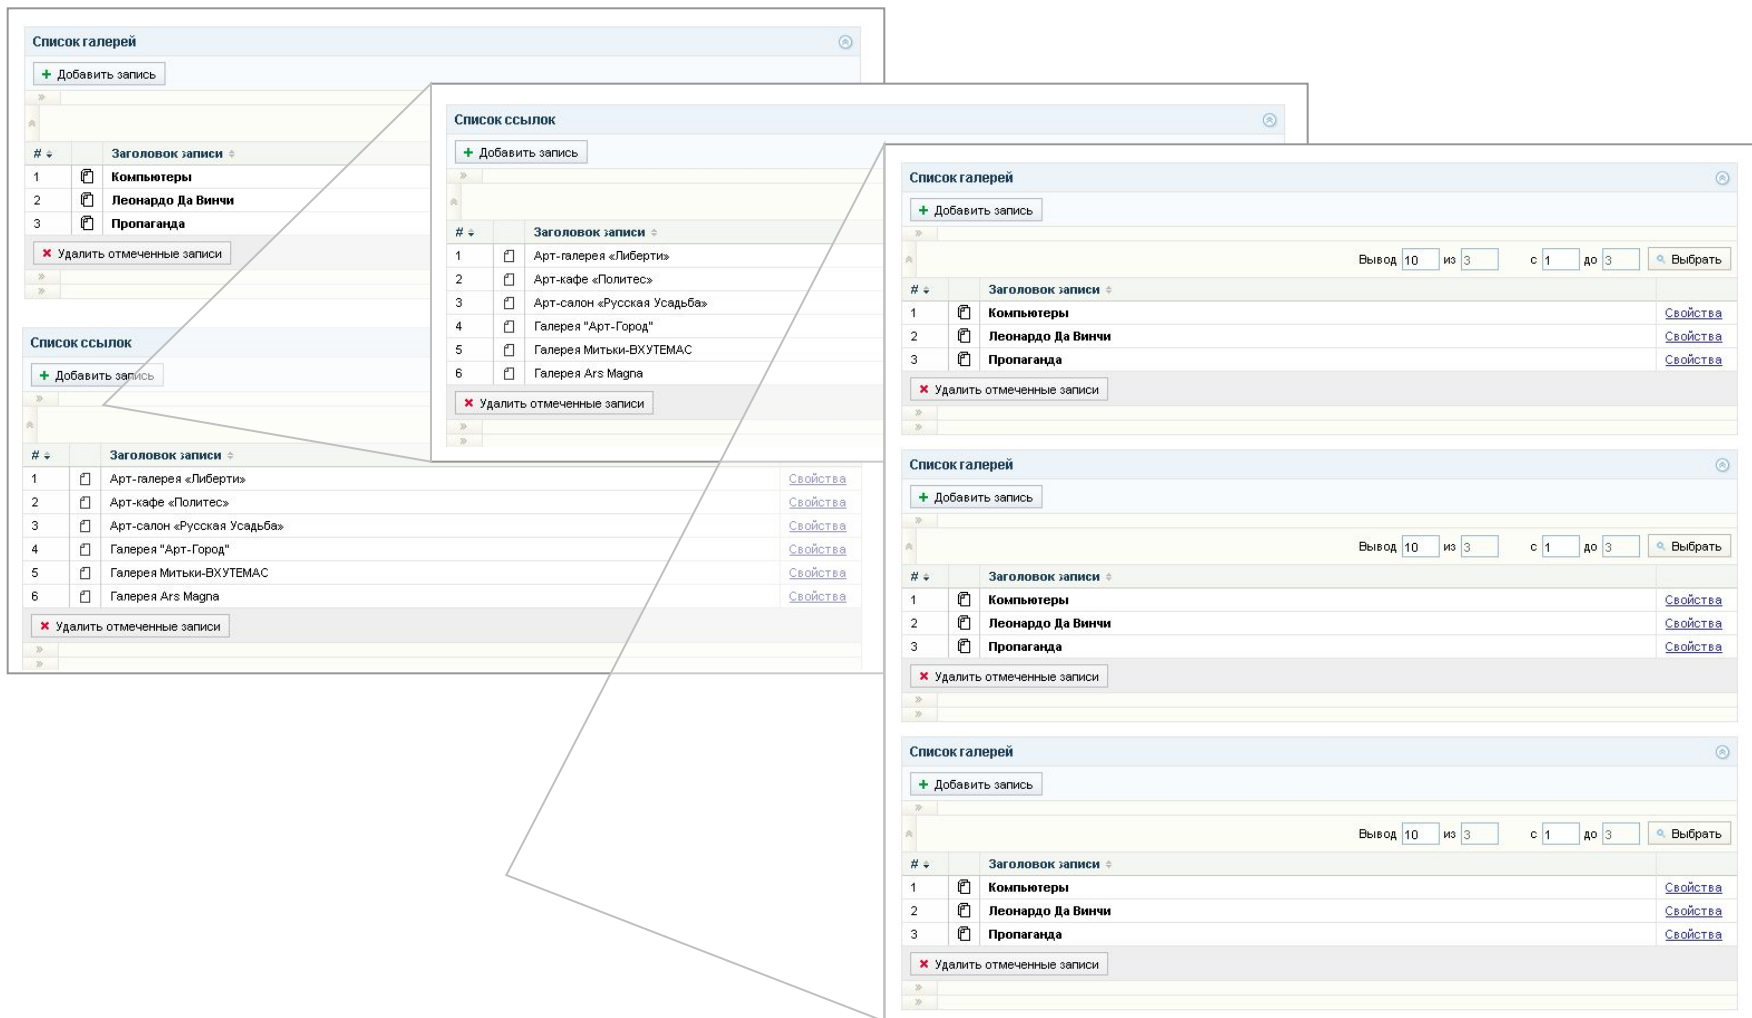 Список галерей
+ Добавить запись
# Заголовок записи
1 Компьютеры
2 Леонардо Да Винчи
3 Пропаганда
Удалить отмеченные записи
Список ссылок
+ Добавить запись
# Заголовок записи
1 Арт-галерея «Либерти» Свойства
2 Арт-кафе «Политес» Свойства
3 Арт-салон «Русская Усадьба» Свойства
4 Галерея "Арт-Город" Свойства
5 Галерея Митьки-ВХУТЕМАС Свойства
6 Галерея Ars Magna Свойства
Удалить отмеченные записи
Список ссылок
+ Добавить запись
# Заголовок записи
1 Арт-галерея «Либерти»
2 Арт-кафе «Политес»
3 Арт-салон «Русская Усадьба»
4 Галерея "Арт-Город"
5 Галерея Митьки-ВХУТЕМАС
6 Галерея Ars Magna
Удалить отмеченные записи
Список галерей
+ Добавить запись
Вывод 10 из 3 с 1 до 3 Выбрать
# Заголовок записи
1 Компьютеры Свойства
2 Леонардо Да Винчи Свойства
3 Пропаганда Свойства
Удалить отмеченные записи
Список галерей
+ Добавить запись
Вывод 10 из 3 с 1 до 3 Выбрать
# Заголовок записи
1 Компьютеры Свойства
2 Леонардо Да Винчи Свойства
3 Пропаганда Свойства
Удалить отмеченные записи
Список галерей
+ Добавить запись
Вывод 10 из 3 с 1 до 3 Выбрать
# Заголовок записи
1 Компьютеры Свойства
2 Леонардо Да Винчи Свойства
3 Пропаганда Свойства
Удалить отмеченные записи